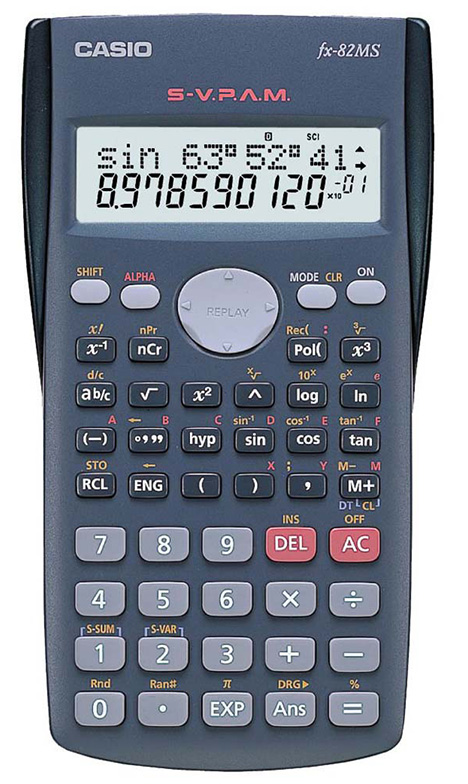 CASIO fx-82MS
S-V.P.A.M.
D SCI
sin 63° 52° 41
8.978590120×10-01
SHIFT ALPHA MODE CLR ON
REPLAY
x! nPr Rec( : ³√
x-1 nCr Pol( x³
d/c x√ 10x ex e
ab/c √ x² ^ log ln
A ← B C sin-1 D cos-1 E tan-1 F
(−) °’’’ hyp sin cos tan
STO ← X ; Y M− M
RCL ENG ( ) , M+
DT CL
INS OFF
7 8 9 DEL AC
4 5 6 × ÷
S-SUM S-VAR
1 2 3 + −
Rnd Ran# π DRG▶ %
0 · EXP Ans =